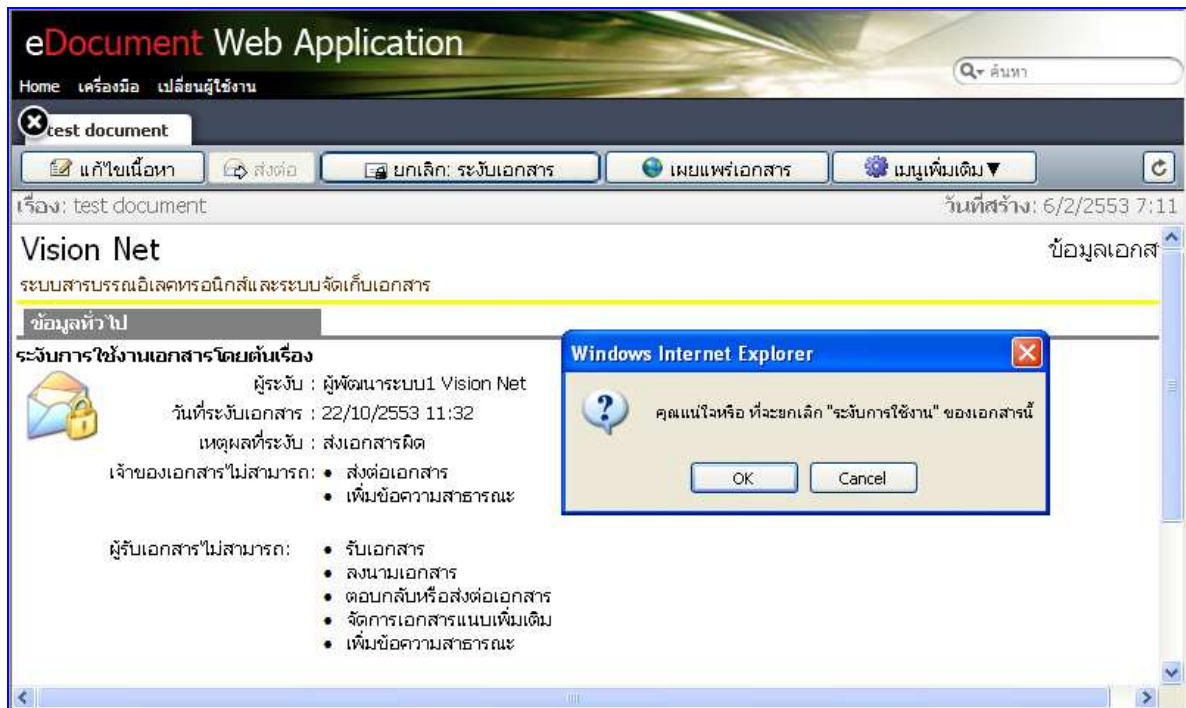 eDocument Web Application
Home เครื่องมือ เปลี่ยนผู้ใช้งาน
ค้นหา
test document
แก้ไขเนื้อหา ส่งต่อ ยกเลิก: ระงับเอกสาร เผยแพร่เอกสาร เมนูเพิ่มเติม▼
เรื่อง: test document วันที่สร้าง: 6/2/2553 7:11
Vision Net ข้อมูลเอกส
ระบบสารบรรณอิเลคทรอนิกส์และระบบจัดเก็บเอกสาร
ข้อมูลทั่วไป
ระงับการใช้งานเอกสารโดยต้นเรื่อง
ผู้ระงับ : ผู้พัฒนาระบบ1 Vision Net
วันที่ระงับเอกสาร : 22/10/2553 11:32
เหตุผลที่ระงับ : ส่งเอกสารผิด
เจ้าของเอกสารไม่สามารถ: • ส่งต่อเอกสาร
• เพิ่มข้อความสาธารณะ
ผู้รับเอกสารไม่สามารถ: • รับเอกสาร
• ลงนามเอกสาร
• ตอบกลับหรือส่งต่อเอกสาร
• จัดการเอกสารแนบเพิ่มเติม
• เพิ่มข้อความสาธารณะ
Windows Internet Explorer
คุณแน่ใจหรือ ที่จะยกเลิก "ระงับการใช้งาน" ของเอกสารนี้
OK Cancel